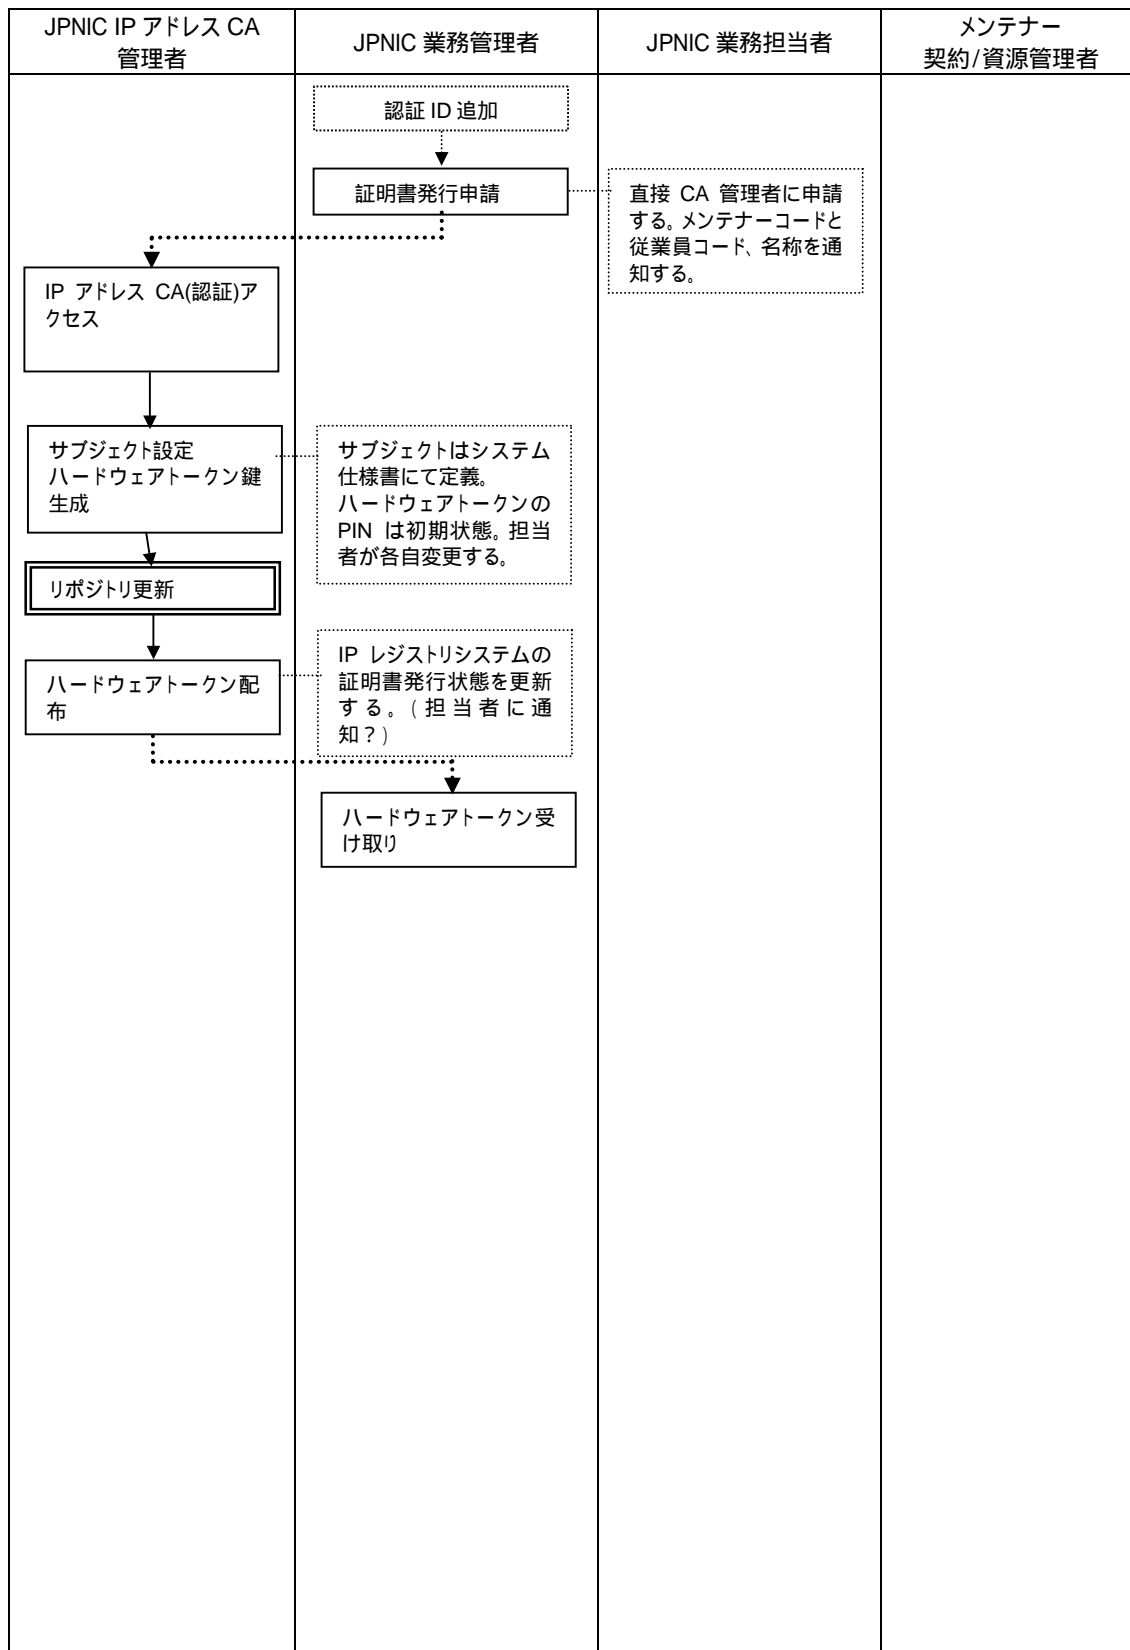 JPNIC IP アドレス CA
管理者
JPNIC 業務管理者
JPNIC 業務担当者
メンテナー
契約/資源管理者
認証 ID 追加
証明書発行申請
直接 CA 管理者に申請
する。メンテナーコードと
従業員コード、名称を通
知する。
IP アドレス CA(認証)ア
クセス
サブジェクト設定
ハードウェアトークン鍵
生成
サブジェクトはシステム
仕様書にて定義。
ハードウェアトークンの
PIN は初期状態。担当
者が各自変更する。
リポジトリ更新
ハードウェアトークン配
布
IP レジストリシステムの
証明書発行状態を更新
する。(担当者に通
知?)
ハードウェアトークン受
け取り